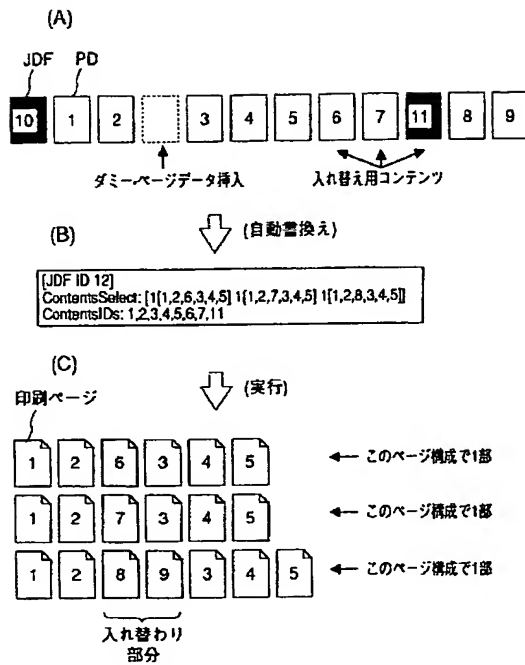 (A)
JDF PD
10 1 2 3 4 5 6 7 11 8 9
ダミーページデータ挿入 入れ替え用コンテンツ
(自動書換え)
(B)
[JDF ID 12]
ContentsSelect: [1[1,2,6,3,4,5] 1[1,2,7,3,4,5] 1[1,2,8,3,4,5]]
ContentsIDs: 1,2,3,4,5,6,7,11
(C)
(実行)
印刷ページ
1 2 6 3 4 5 このページ構成で1部
1 2 7 3 4 5 このページ構成で1部
1 2 8 9 3 4 5 このページ構成で1部
入れ替わり
部分